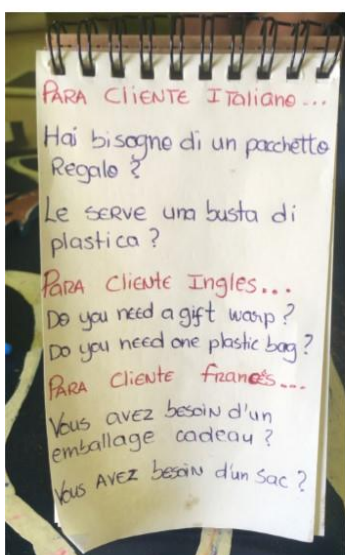 PARA CLiENTE ITaliano...
Hai bisogno di un pacchetto
Regalo ?
Le SERVE una busta di
plastica ?
PaRA Cliente Ingles...
Do you need a gift warp ?
Do you need one plastic bag ?
PARA Cliente francés...
Vous avez besoin d'un
emballage cadeau ?
Vous AVEZ besoin d'un Sac ?